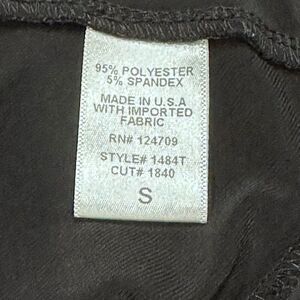 95% POLYESTER
5% SPANDEX
MADE IN U.S.A
WITH IMPORTED
FABRIC
RN# 124709
STYLE# 1484T
CUT# 1840
S